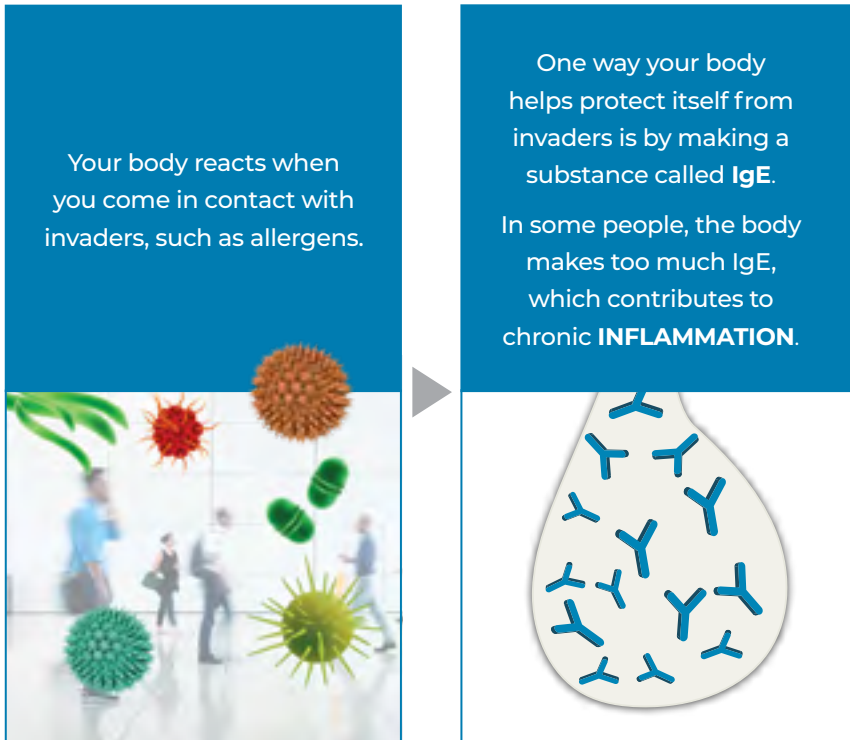 Your body reacts when
you come in contact with
invaders, such as allergens.
One way your body
helps protect itself from
invaders is by making a
substance called IgE.
In some people, the body
makes too much IgE,
which contributes to
chronic INFLAMMATION.